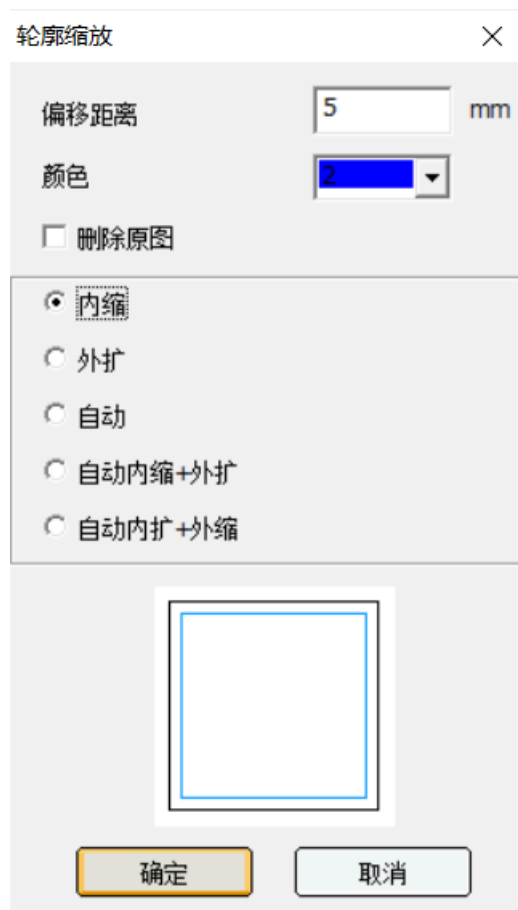 轮廓缩放
偏移距离 5 mm
颜色 2
删除原图
内缩
外扩
自动
自动内缩+外扩
自动内扩+外缩
确定 取消